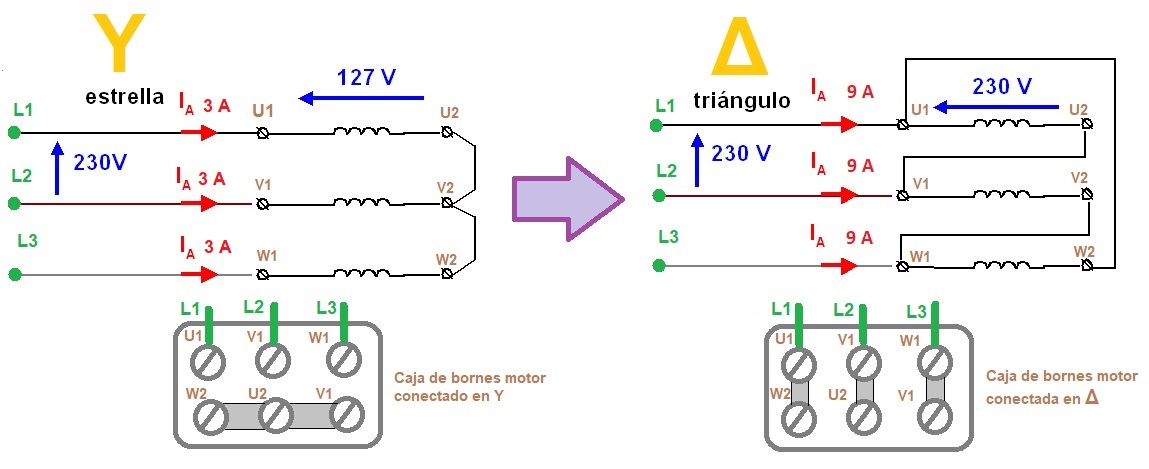 Y
estrella
127 V
L1
I_A 3 A
U1
U2
230V
L2
I_A 3 A
V1
V2
L3
I_A 3 A
W1
W2
L1
L2
L3
U1
V1
W1
W2
U2
V1
Caja de bornes motor
conectado en Y
Δ
triángulo
230 V
L1
I_A 9 A
U1
U2
230 V
L2
I_A 9 A
V1
V2
L3
I_A 9 A
W1
W2
L1
L2
L3
U1
V1
W1
W2
U2
V1
Caja de bornes motor
conectada en Δ